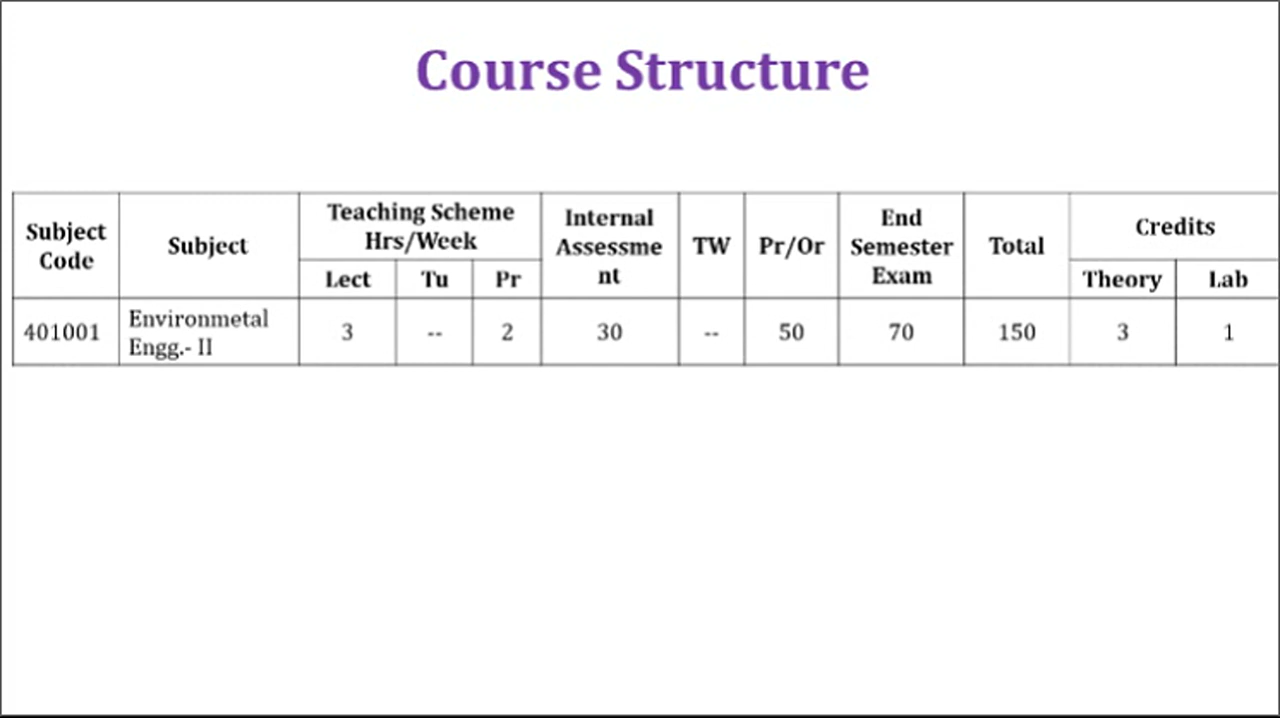 Course Structure
Subject Code Subject Teaching Scheme Hrs/Week Internal Assessme nt TW Pr/Or End Semester Exam Total Credits
Lect Tu Pr Theory Lab
401001 Environmetal Engg.- II 3 -- 2 30 -- 50 70 150 3 1